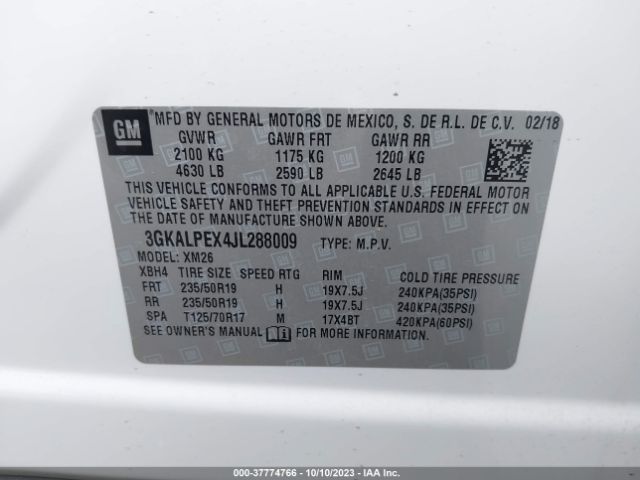 GM
MFD BY GENERAL MOTORS DE MEXICO, S. DE R.L. DE C.V. 02/18
GVWR GAWR FRT GAWR RR
2100 KG 1175 KG 1200 KG
4630 LB 2590 LB 2645 LB
THIS VEHICLE CONFORMS TO ALL APPLICABLE U.S. FEDERAL MOTOR
VEHICLE SAFETY AND THEFT PREVENTION STANDARDS IN EFFECT ON THE
DATE OF MANUFACTURE SHOWN ABOVE.
3GKALPEX4JL288009 TYPE: M.P.V.
MODEL: XM26
XBH4 TIRE SIZE SPEED RTG RIM COLD TIRE PRESSURE
FRT 235/50R19 H 19X7.5J 240KPA(35PSI)
RR 235/50R19 H 19X7.5J 240KPA(35PSI)
SPA T125/70R17 M 17X4BT 420KPA(60PSI)
SEE OWNER'S MANUAL FOR MORE INFORMATION.
000-37774766 - 10/10/2023 - IAA Inc.